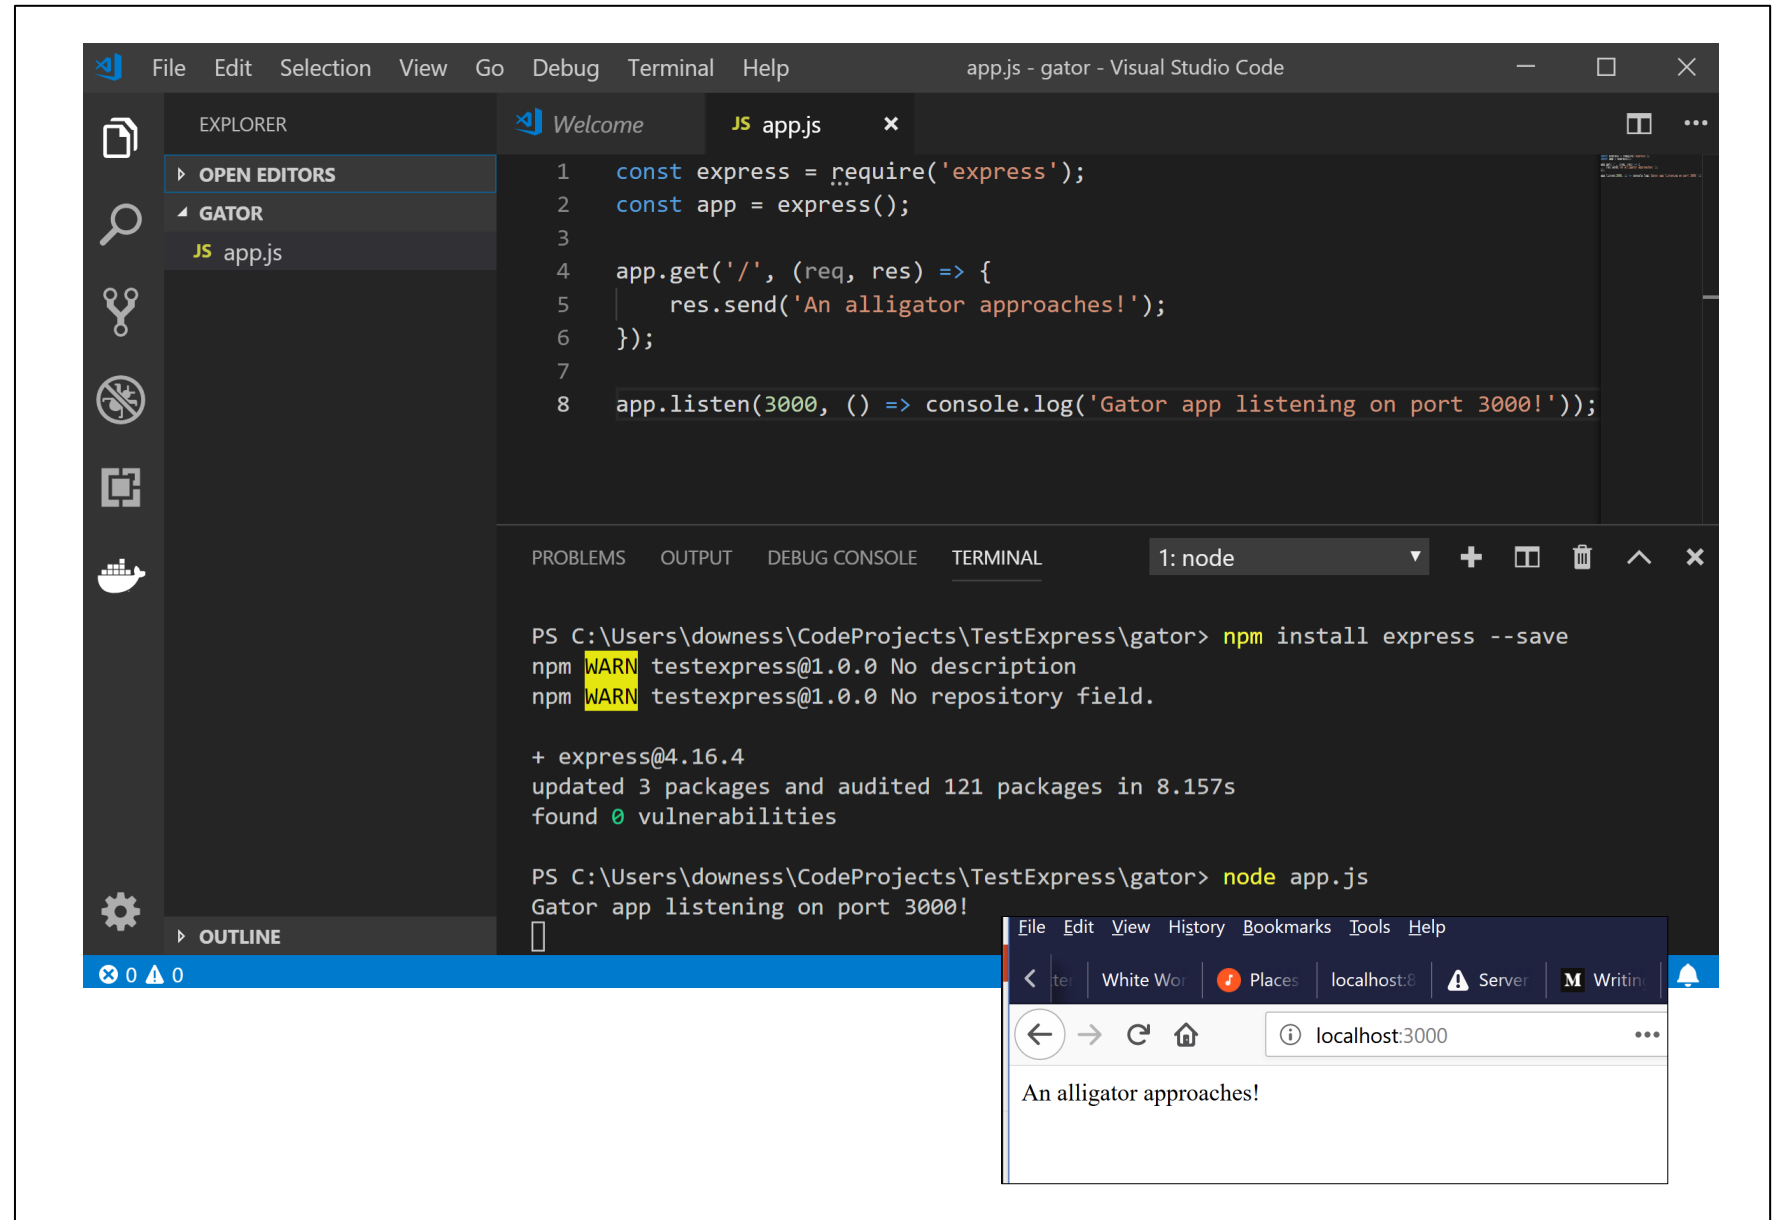 File Edit Selection View Go Debug Terminal Help app.js - gator - Visual Studio Code
EXPLORER
OPEN EDITORS
GATOR
JS app.js
OUTLINE
Welcome JS app.js
1 const express = require('express');
2 const app = express();
3
4 app.get('/', (req, res) => {
5 res.send('An alligator approaches!');
6 });
7
8 app.listen(3000, () => console.log('Gator app listening on port 3000!'));
PROBLEMS OUTPUT DEBUG CONSOLE TERMINAL 1: node
PS C:\Users\downess\CodeProjects\TestExpress\gator> npm install express --save
npm WARN testexpress@1.0.0 No description
npm WARN testexpress@1.0.0 No repository field.
+ express@4.16.4
updated 3 packages and audited 121 packages in 8.157s
found 0 vulnerabilities
PS C:\Users\downess\CodeProjects\TestExpress\gator> node app.js
Gator app listening on port 3000!
0 0
File Edit View History Bookmarks Tools Help
White Wor Places localhost:8 Server M Writin
localhost:3000
An alligator approaches!